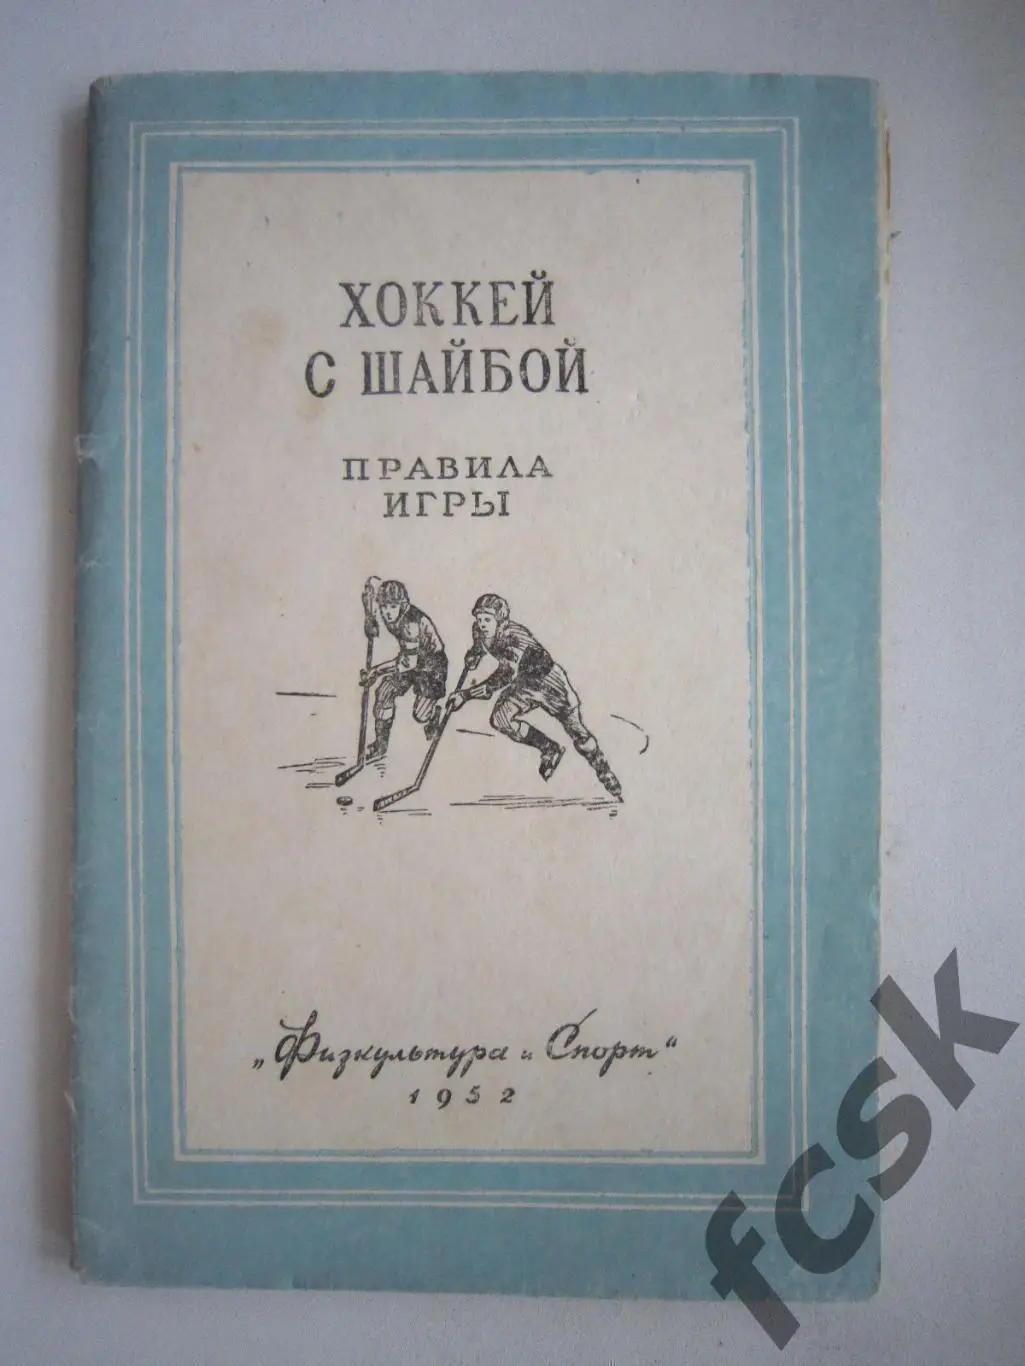 ХОККЕЙ
С ШАЙБОЙ
ПРАВИЛА
ИГРЫ
„Физкультура и Спорт“
1952
fcsk